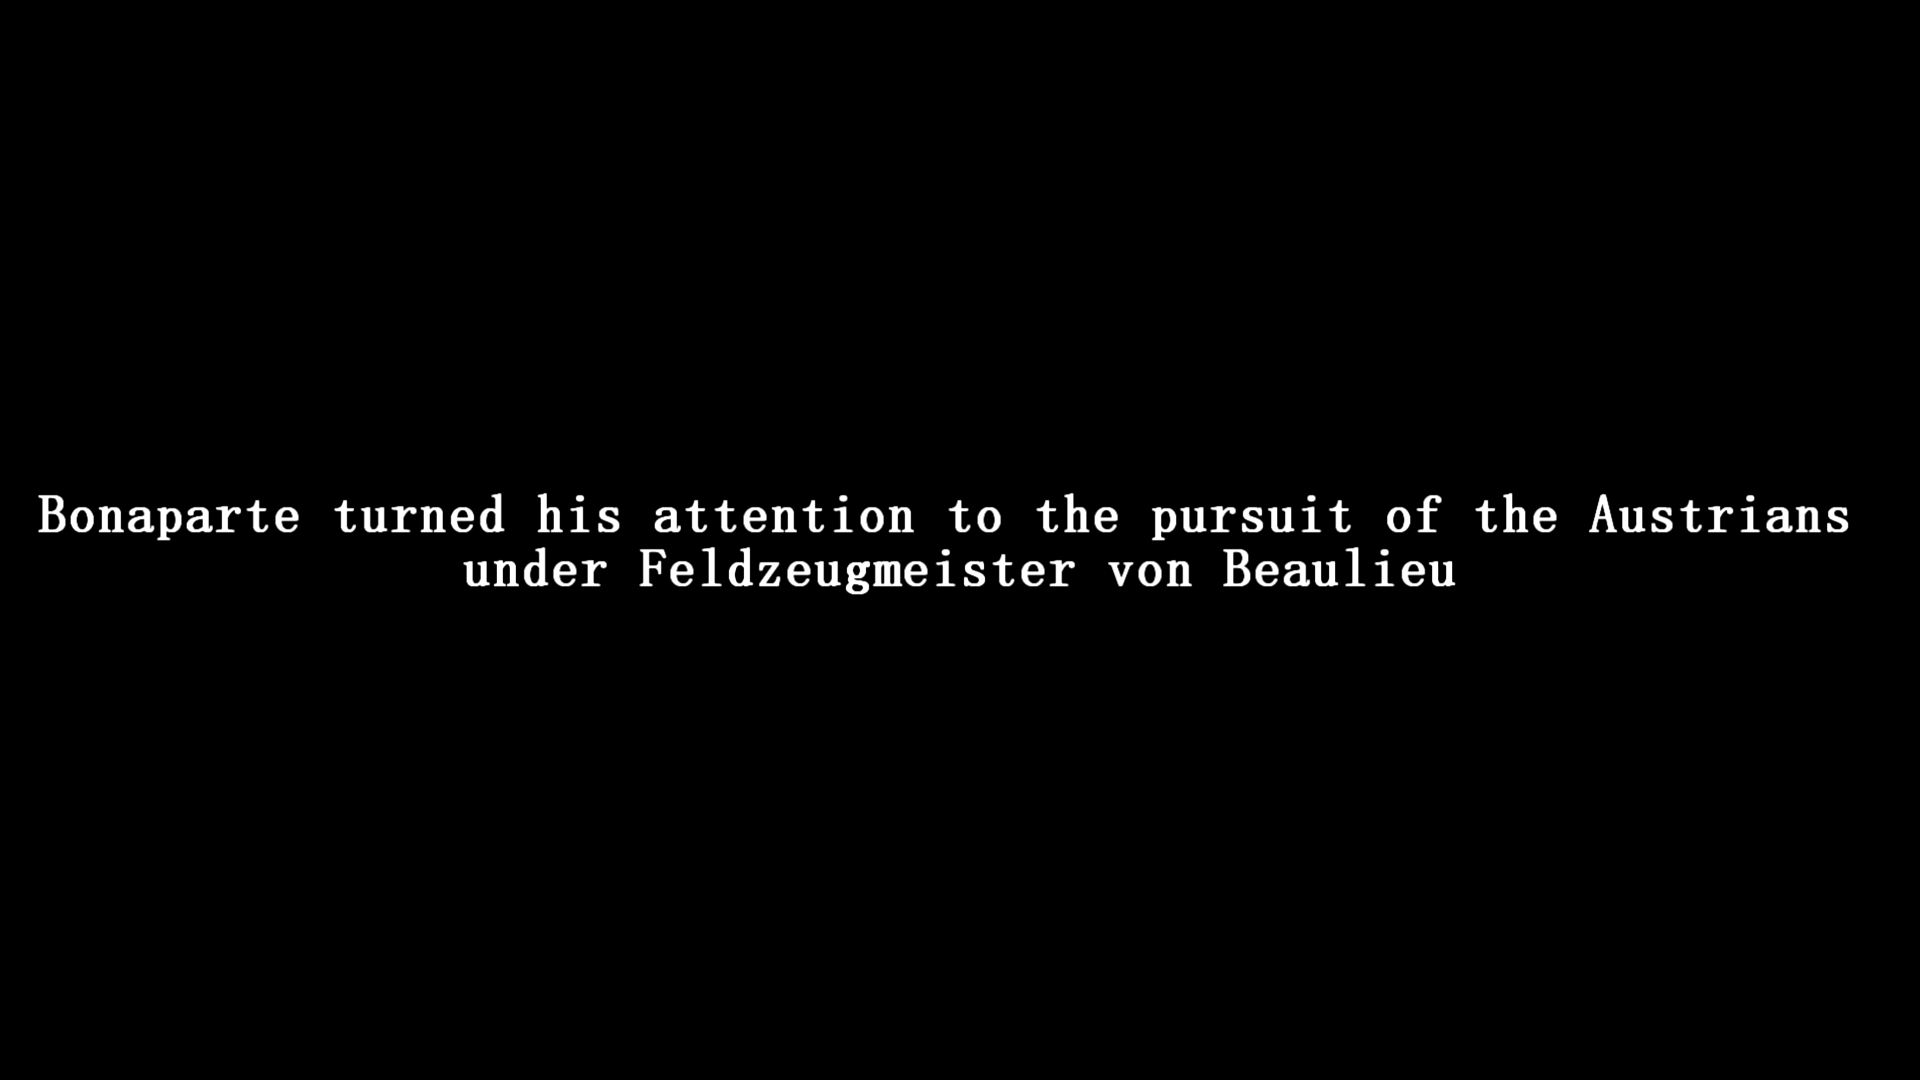 Bonaparte turned his attention to the pursuit of the Austrians
under Feldzeugmeister von Beaulieu